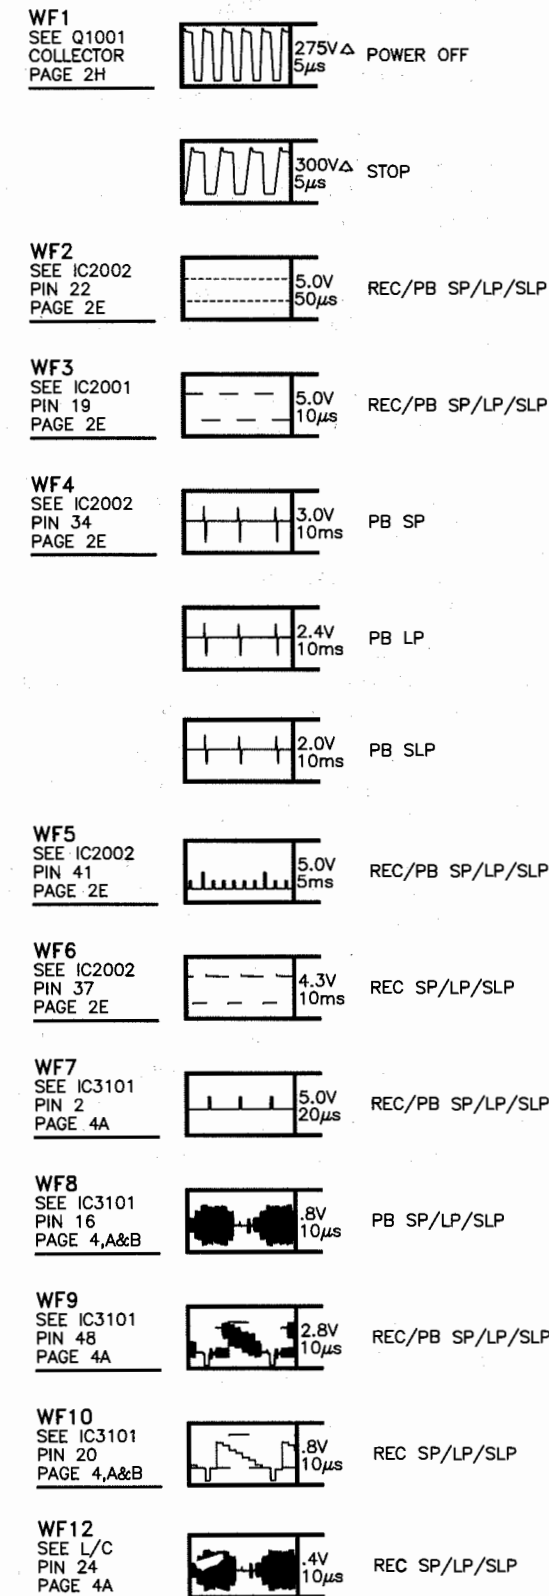 WF1
SEE Q1001
COLLECTOR
PAGE 2H
275V△
5µs
POWER OFF
300V△
5µs
STOP
WF2
SEE IC2002
PIN 22
PAGE 2E
5.0V
50µs
REC/PB SP/LP/SLP
WF3
SEE IC2001
PIN 19
PAGE 2E
5.0V
10µs
REC/PB SP/LP/SLP
WF4
SEE IC2002
PIN 34
PAGE 2E
3.0V
10ms
PB SP
2.4V
10ms
PB LP
2.0V
10ms
PB SLP
WF5
SEE IC2002
PIN 41
PAGE 2E
5.0V
5ms
REC/PB SP/LP/SLP
WF6
SEE IC2002
PIN 37
PAGE 2E
4.3V
10ms
REC SP/LP/SLP
WF7
SEE IC3101
PIN 2
PAGE 4A
5.0V
20µs
REC/PB SP/LP/SLP
WF8
SEE IC3101
PIN 16
PAGE 4,A&B
.8V
10µs
PB SP/LP/SLP
WF9
SEE IC3101
PIN 48
PAGE 4A
2.8V
10µs
REC/PB SP/LP/SLP
WF10
SEE IC3101
PIN 20
PAGE 4,A&B
.8V
10µs
REC SP/LP/SLP
WF12
SEE L/C
PIN 24
PAGE 4A
.4V
10µs
REC SP/LP/SLP